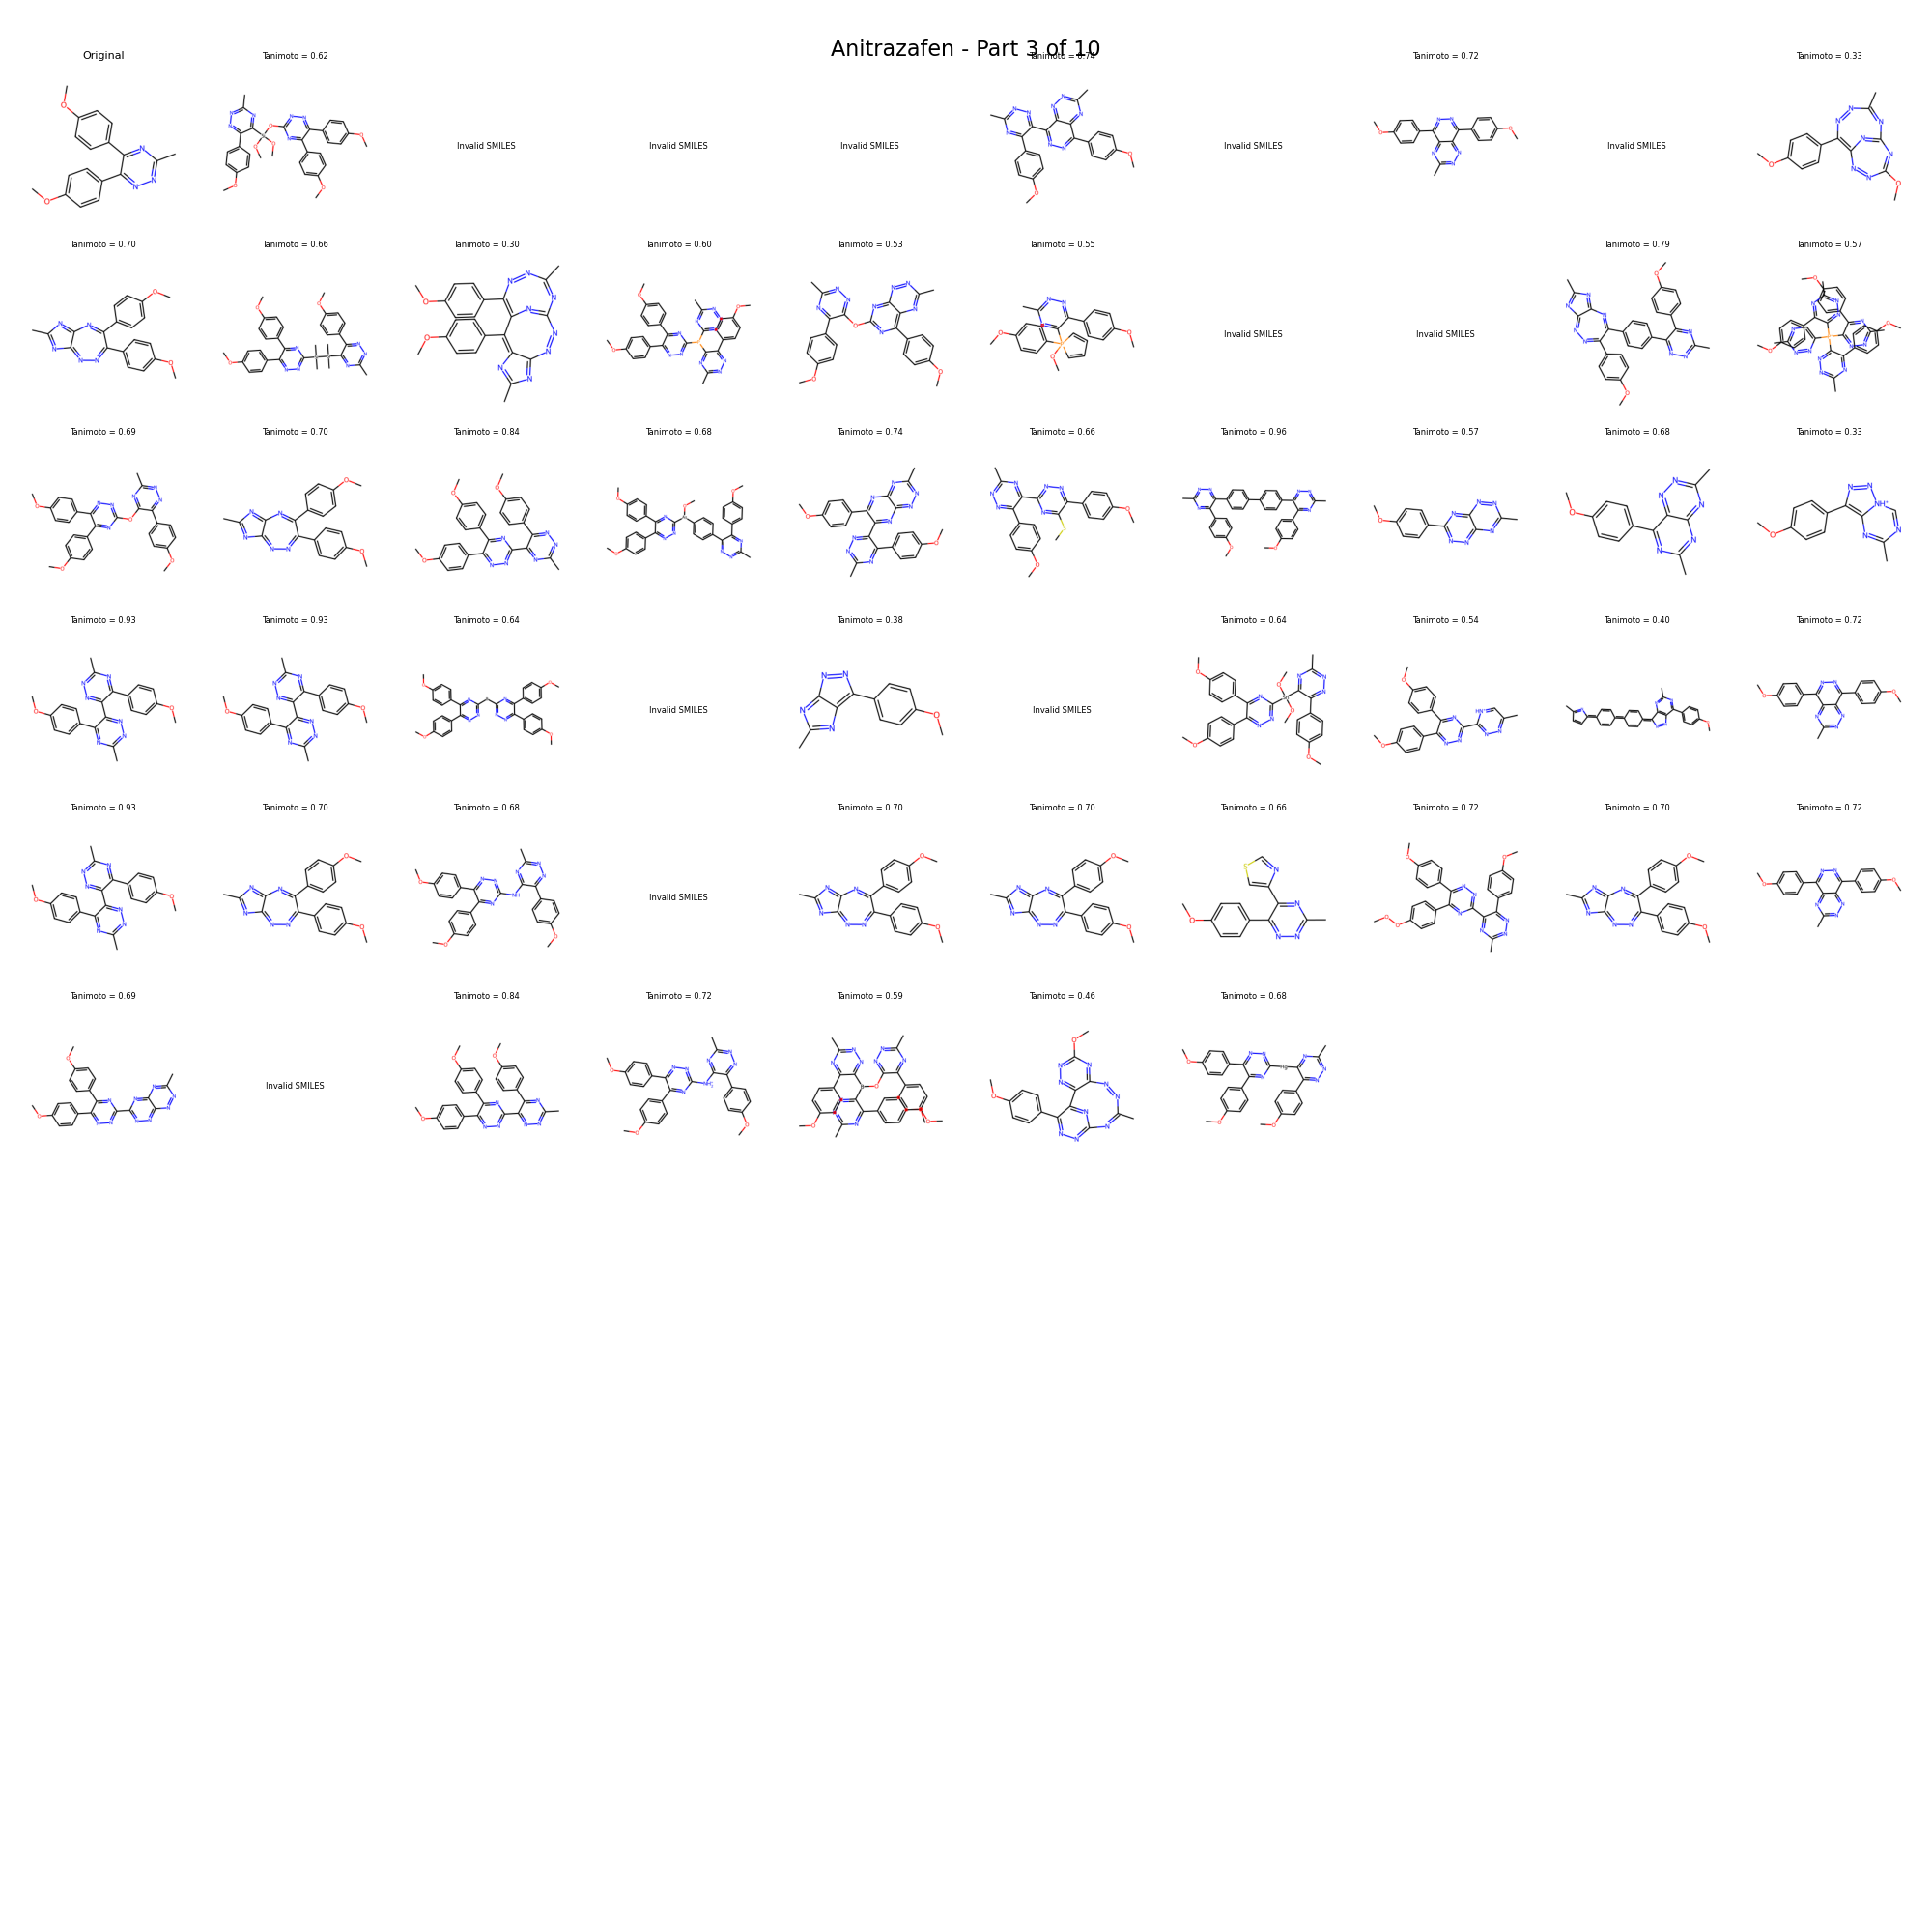 Anitrazafen - Part 3 of 10
Original
Tanimoto = 0.62
Tanimoto = 0.74
Tanimoto = 0.72
Tanimoto = 0.33
Invalid SMILES
Invalid SMILES
Invalid SMILES
Invalid SMILES
Invalid SMILES
Tanimoto = 0.70
Tanimoto = 0.66
Tanimoto = 0.30
Tanimoto = 0.60
Tanimoto = 0.53
Tanimoto = 0.55
Tanimoto = 0.79
Tanimoto = 0.57
Invalid SMILES
Invalid SMILES
Tanimoto = 0.69
Tanimoto = 0.70
Tanimoto = 0.84
Tanimoto = 0.68
Tanimoto = 0.74
Tanimoto = 0.66
Tanimoto = 0.96
Tanimoto = 0.57
Tanimoto = 0.68
Tanimoto = 0.33
Tanimoto = 0.93
Tanimoto = 0.93
Tanimoto = 0.64
Tanimoto = 0.38
Tanimoto = 0.64
Tanimoto = 0.54
Tanimoto = 0.40
Tanimoto = 0.72
Invalid SMILES
Invalid SMILES
Tanimoto = 0.93
Tanimoto = 0.70
Tanimoto = 0.68
Tanimoto = 0.70
Tanimoto = 0.70
Tanimoto = 0.66
Tanimoto = 0.72
Tanimoto = 0.70
Tanimoto = 0.72
Invalid SMILES
Tanimoto = 0.69
Tanimoto = 0.84
Tanimoto = 0.72
Tanimoto = 0.59
Tanimoto = 0.46
Tanimoto = 0.68
Invalid SMILES